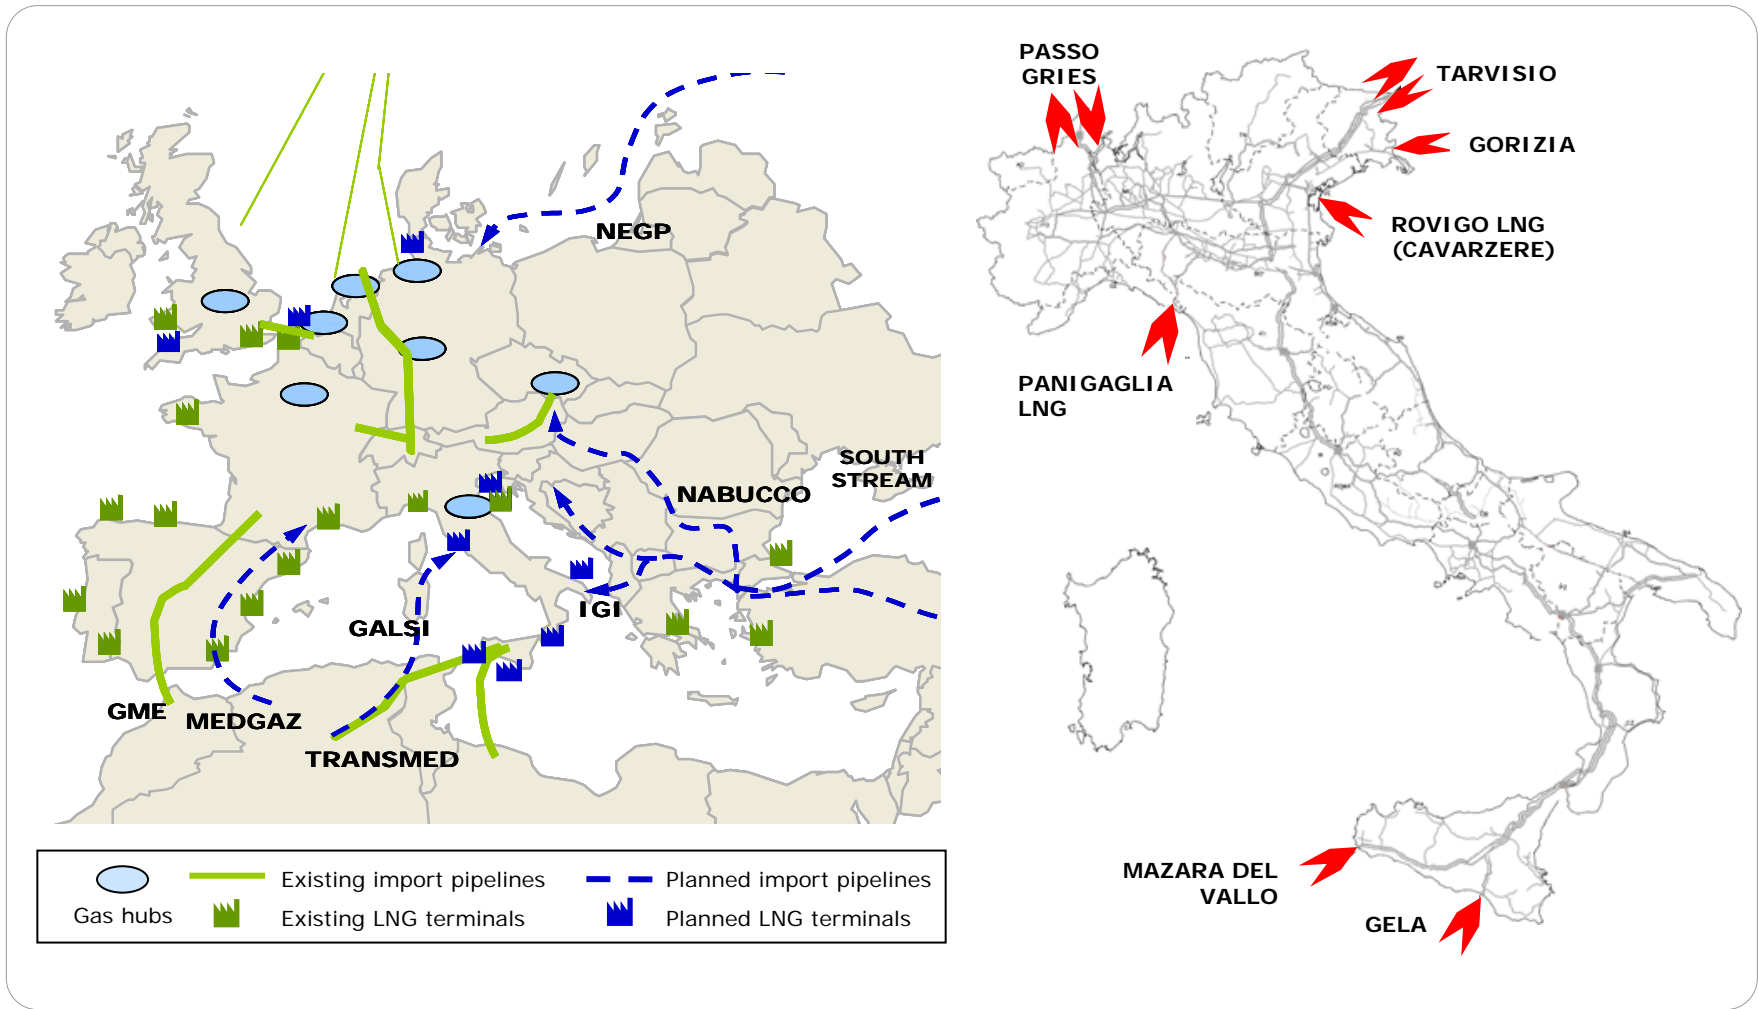 NEGP
SOUTH
STREAM
NABUCCO
IGI
GALSI
GME
MEDGAZ
TRANSMED
Gas hubs
Existing import pipelines
Existing LNG terminals
Planned import pipelines
Planned LNG terminals
PASSO
GRIES
TARVISIO
GORIZIA
ROVIGO LNG
(CAVARZERE)
PANIGAGLIA
LNG
MAZARA DEL
VALLO
GELA